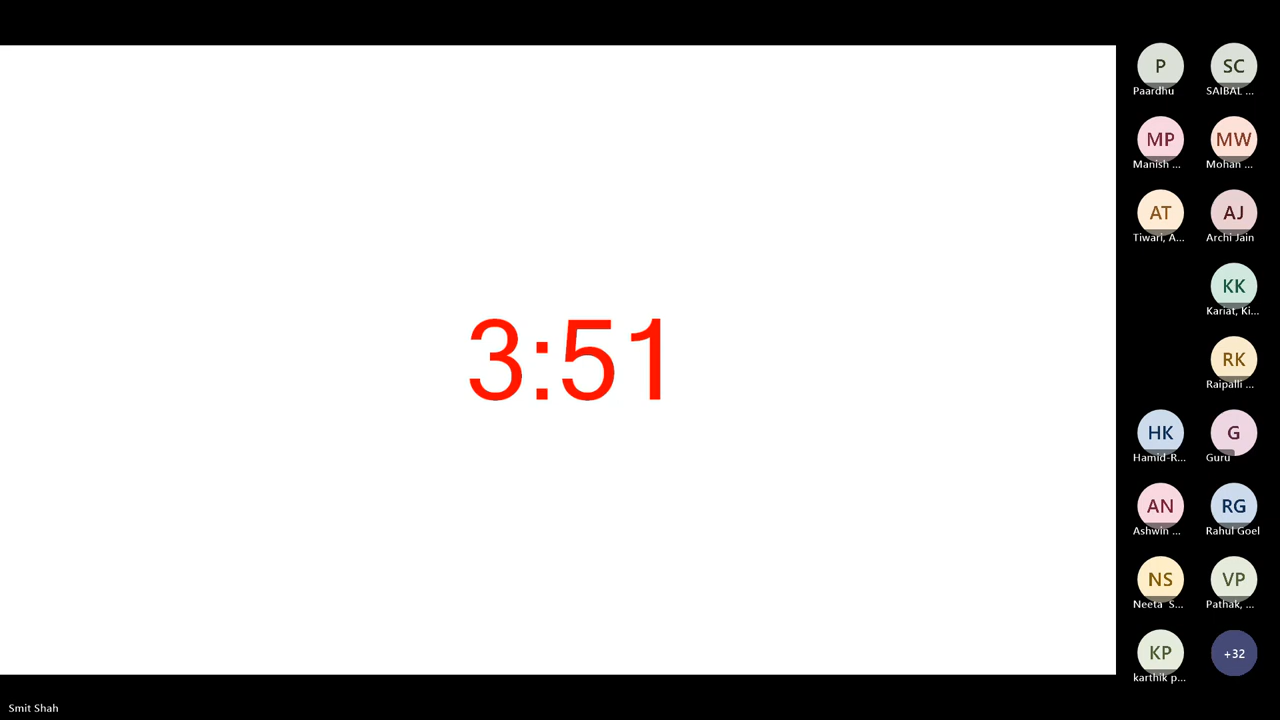 3:51
P
Paardhu
SC
SAIBAL ...
MP
Manish ...
MW
Mohan ...
AT
Tiwari, A...
AJ
Archi Jain
KK
Kariat, Ki...
RK
Raipalli ...
HK
Hamid-R...
G
Guru
AN
Ashwin ...
RG
Rahul Goel
NS
Neeta S...
VP
Pathak, ...
KP
karthik p...
+32
Smit Shah